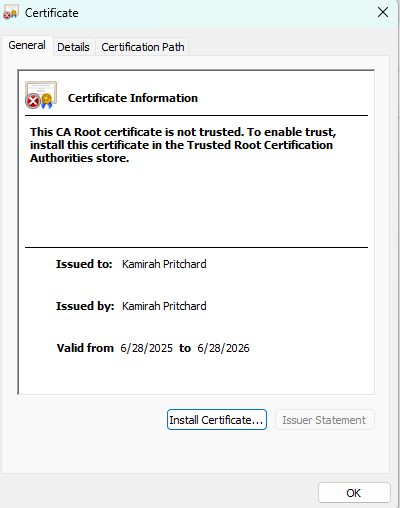 Certificate
General Details Certification Path
Certificate Information
This CA Root certificate is not trusted. To enable trust,
install this certificate in the Trusted Root Certification
Authorities store.
Issued to: Kamirah Pritchard
Issued by: Kamirah Pritchard
Valid from 6/28/2025 to 6/28/2026
Install Certificate... Issuer Statement
OK